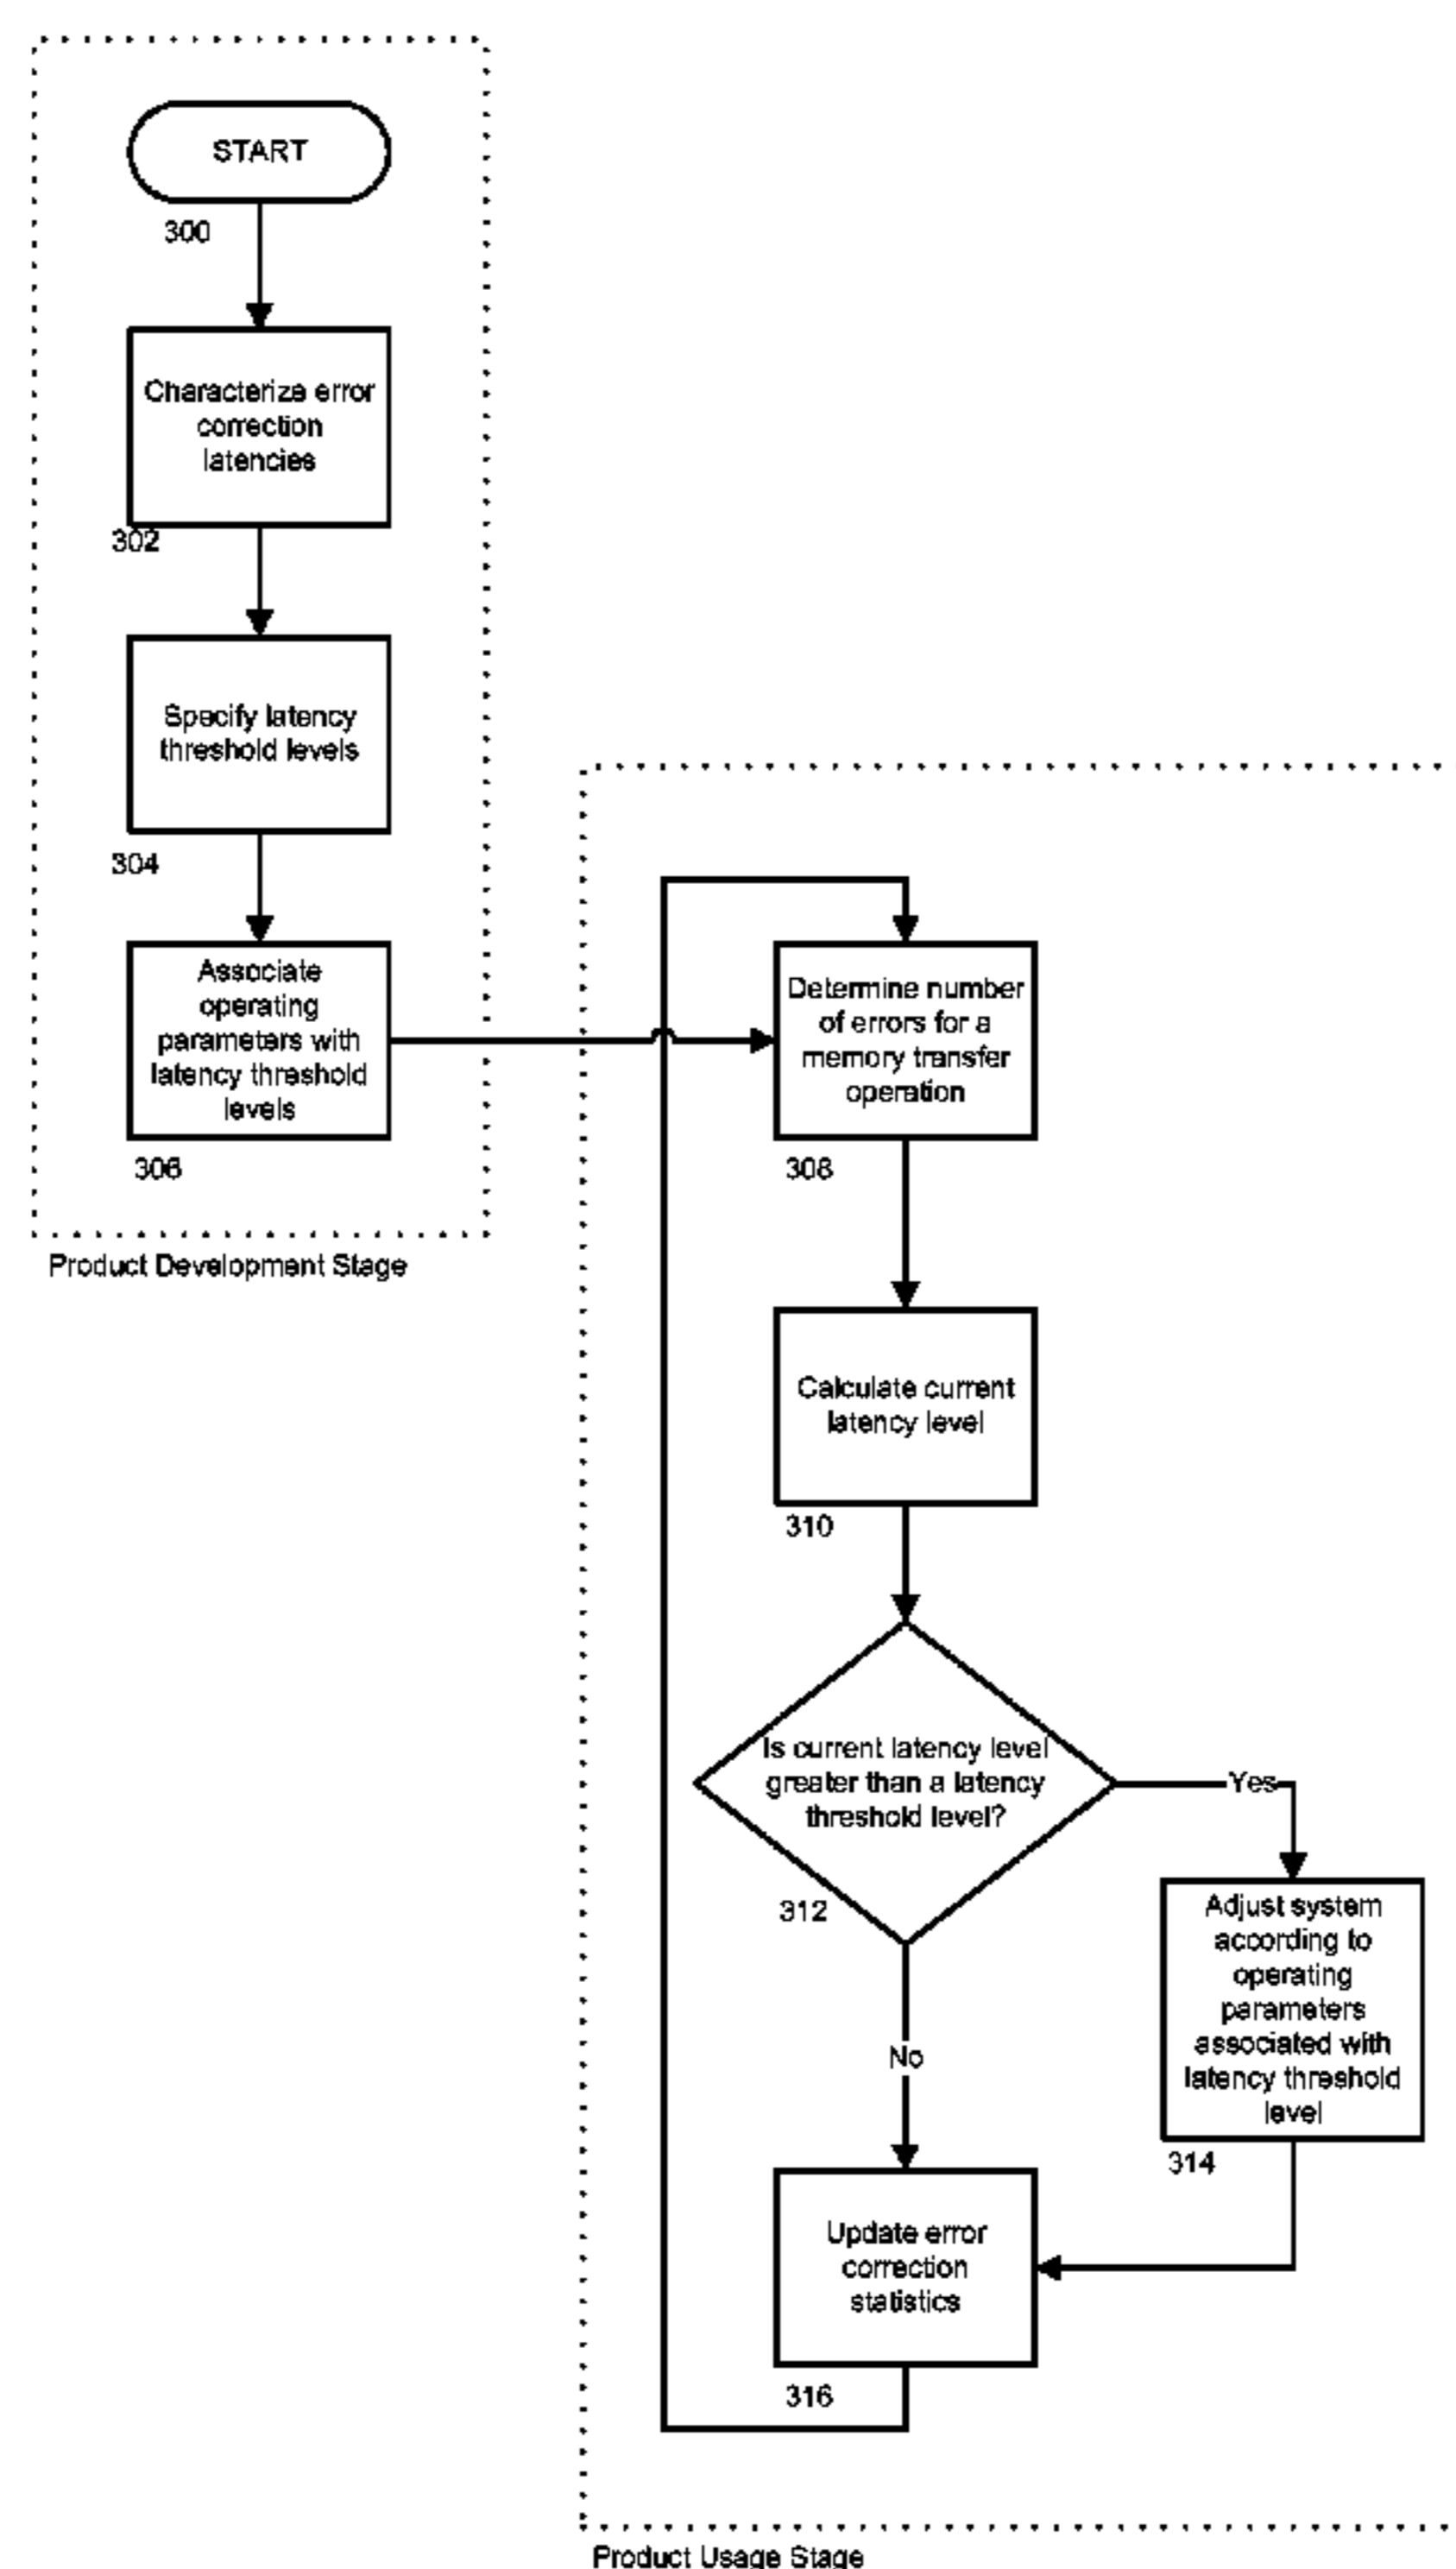 START
300
Characterize error
correction
latencies
302
Specify latency
threshold levels
304
Associate
operating
parameters with
latency threshold
levels
306
Product Development Stage
Determine number
of errors for a
memory transfer
operation
308
Calculate current
latency level
310
Is current latency level
greater than a latency
threshold level?
312
Yes
No
Adjust system
according to
operating
parameters
associated with
latency threshold
level
314
Update error
correction
statistics
316
Product Usage Stage